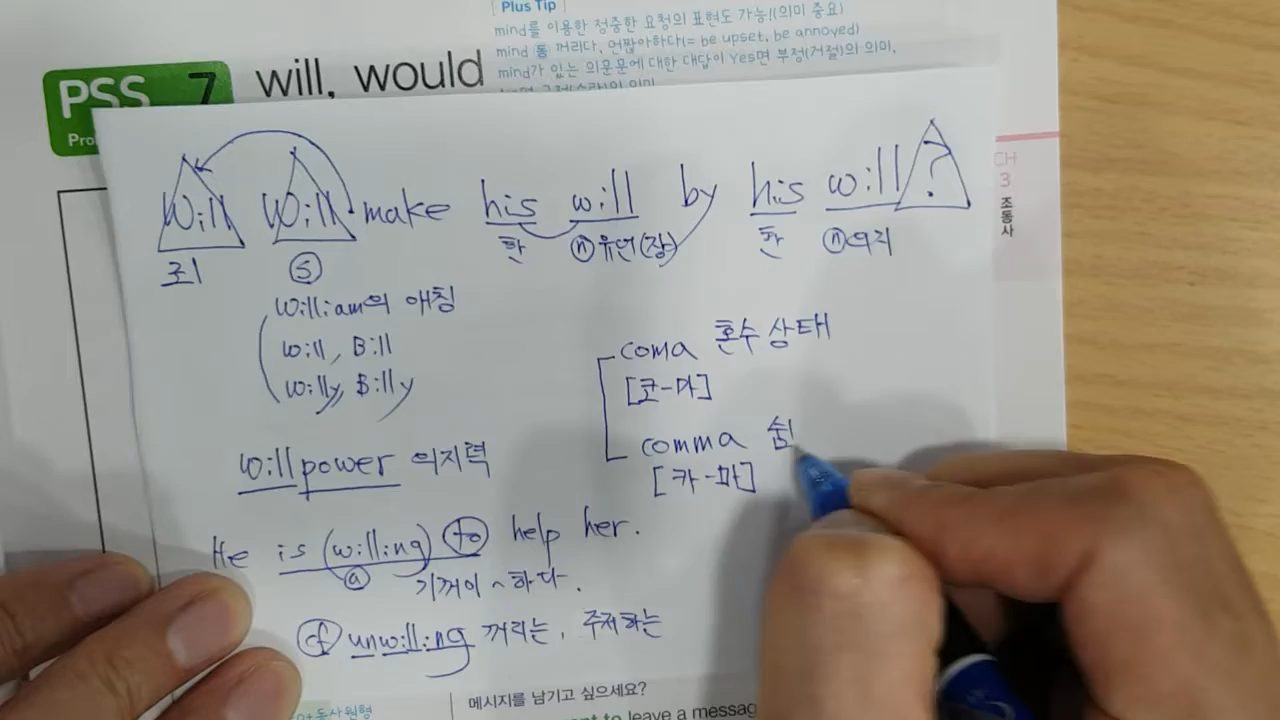 Plus Tip
mind를 이용한 정중한 요청의 표현도 가능!(의미 중요)
mind 동 꺼리다, 언짢아하다(= be upset, be annoyed)
mind가 있는 의문문에 대한 대답이 Yes면 부정(거절)의 의미,
PSS 7 will, would
CH
3
조동사
Will Will make his will by his will?
조 ⓢ 한 ⓝ유언(장) 한 ⓝ의지
William의 애칭
Will, Bill
Willy, Billy
coma 혼수 상태
[코-마]
comma 쉼
[카-마]
willpower 의지력
He is (willing) to help her.
ⓐ 기꺼이 ~하다.
cf unwilling 꺼리는, 주저하는
동사원형
메시지를 남기고 싶으세요?
to leave a messag